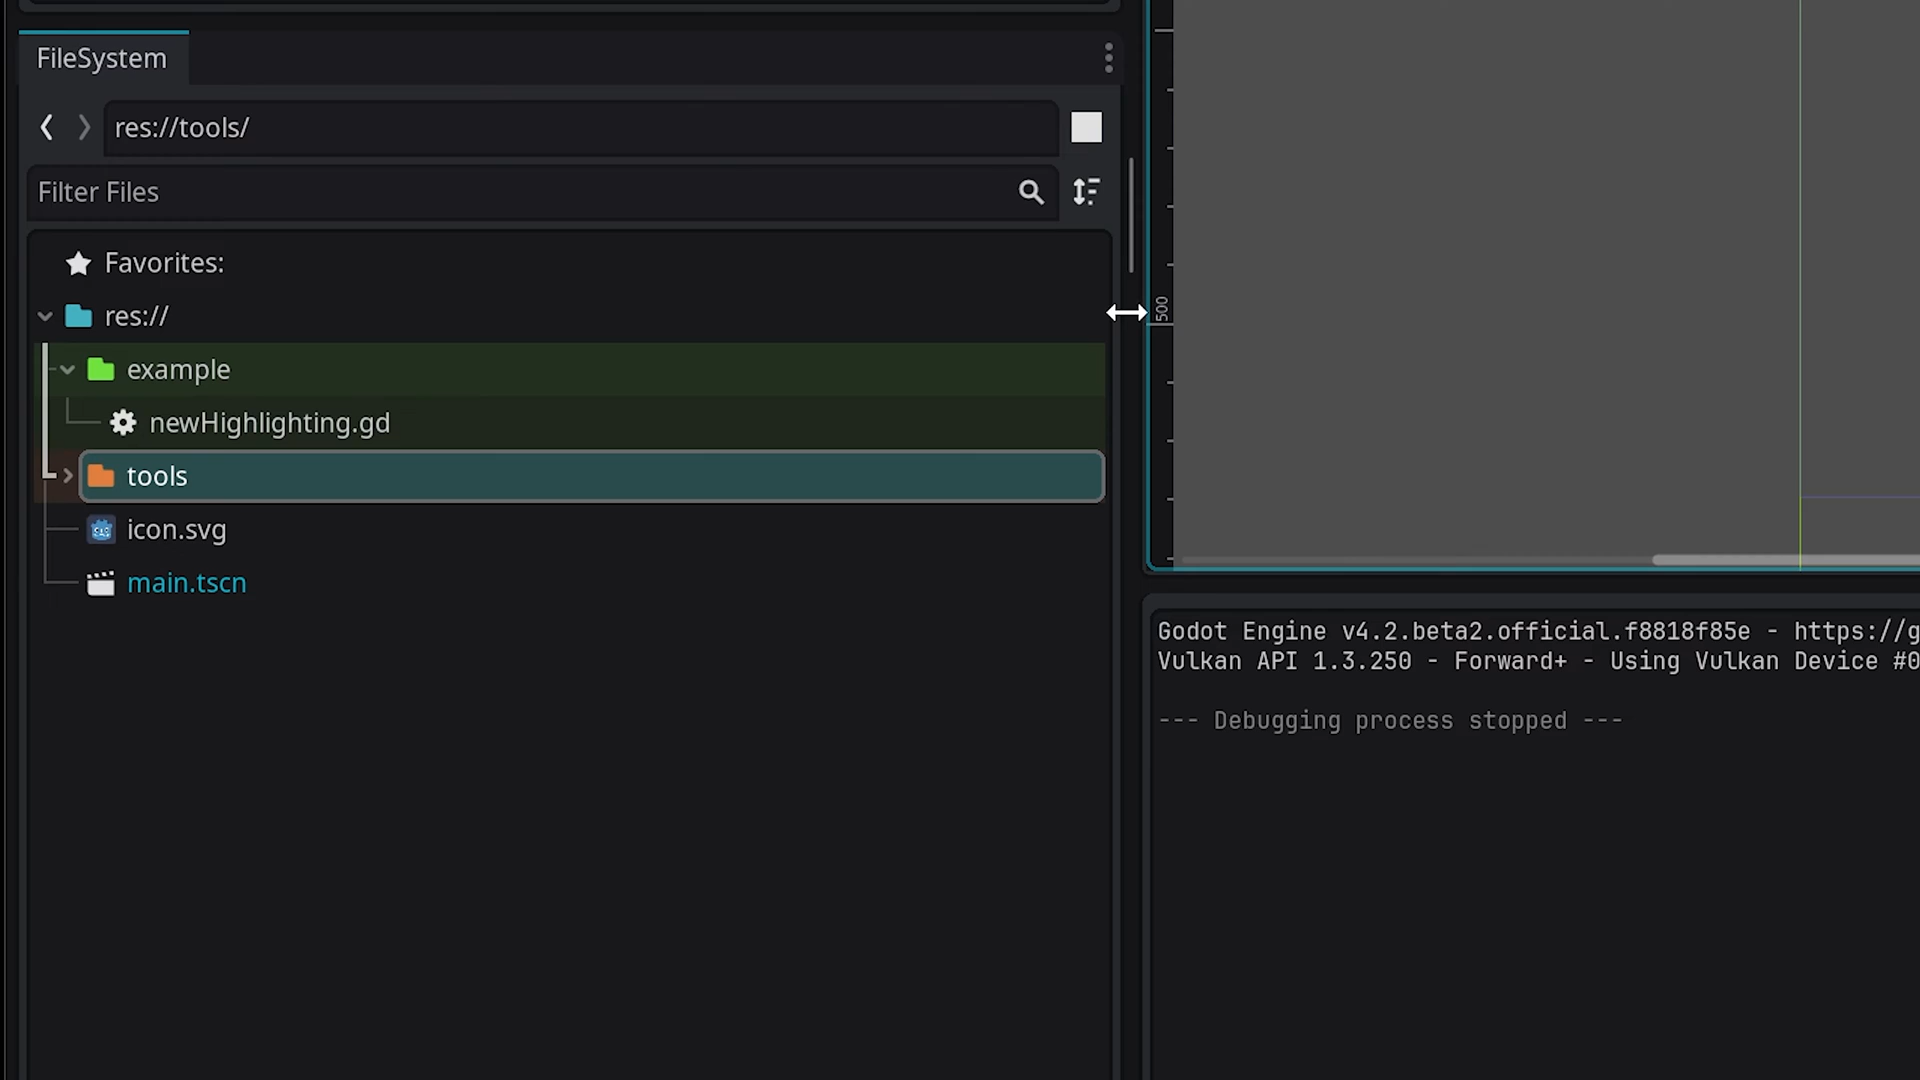 FileSystem
res://tools/
Filter Files
Favorites:
res://
example
newHighlighting.gd
tools
icon.svg
main.tscn
500
Godot Engine v4.2.beta2.official.f8818f85e - https://g
Vulkan API 1.3.250 - Forward+ - Using Vulkan Device #0
--- Debugging process stopped ---